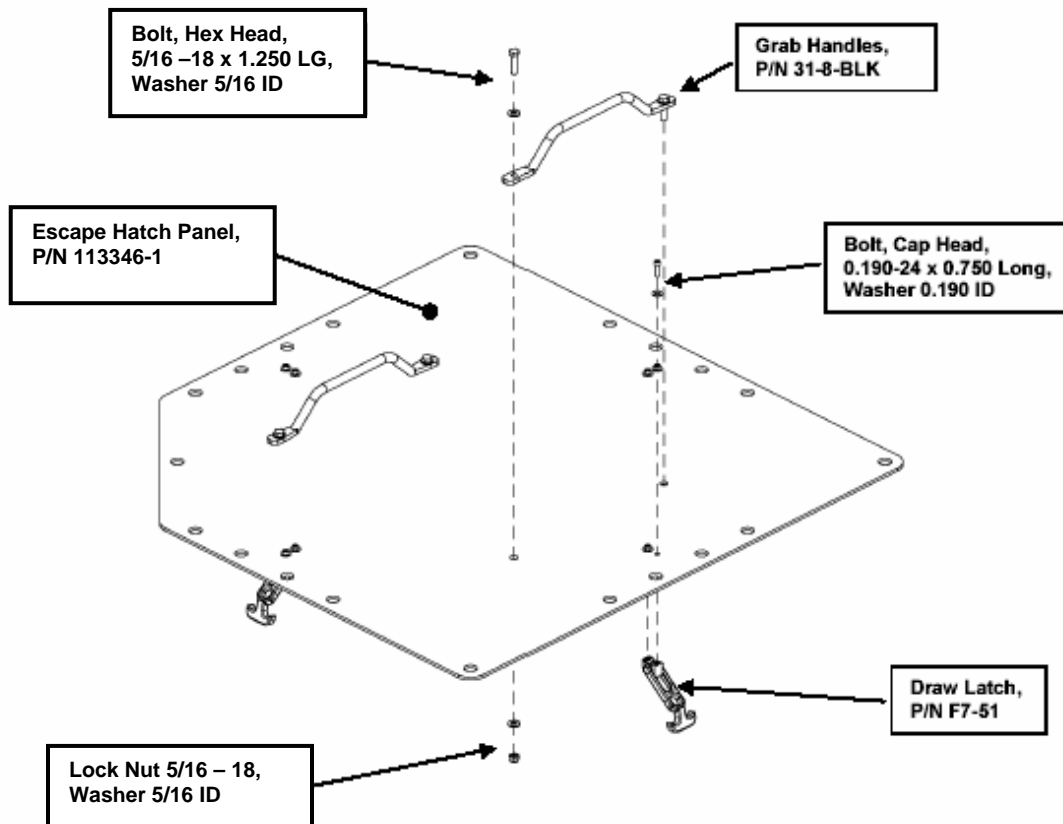 Bolt, Hex Head,
5/16 –18 x 1.250 LG,
Washer 5/16 ID
Grab Handles,
P/N 31-8-BLK
Escape Hatch Panel,
P/N 113346-1
Bolt, Cap Head,
0.190-24 x 0.750 Long,
Washer 0.190 ID
Draw Latch,
P/N F7-51
Lock Nut 5/16 – 18,
Washer 5/16 ID